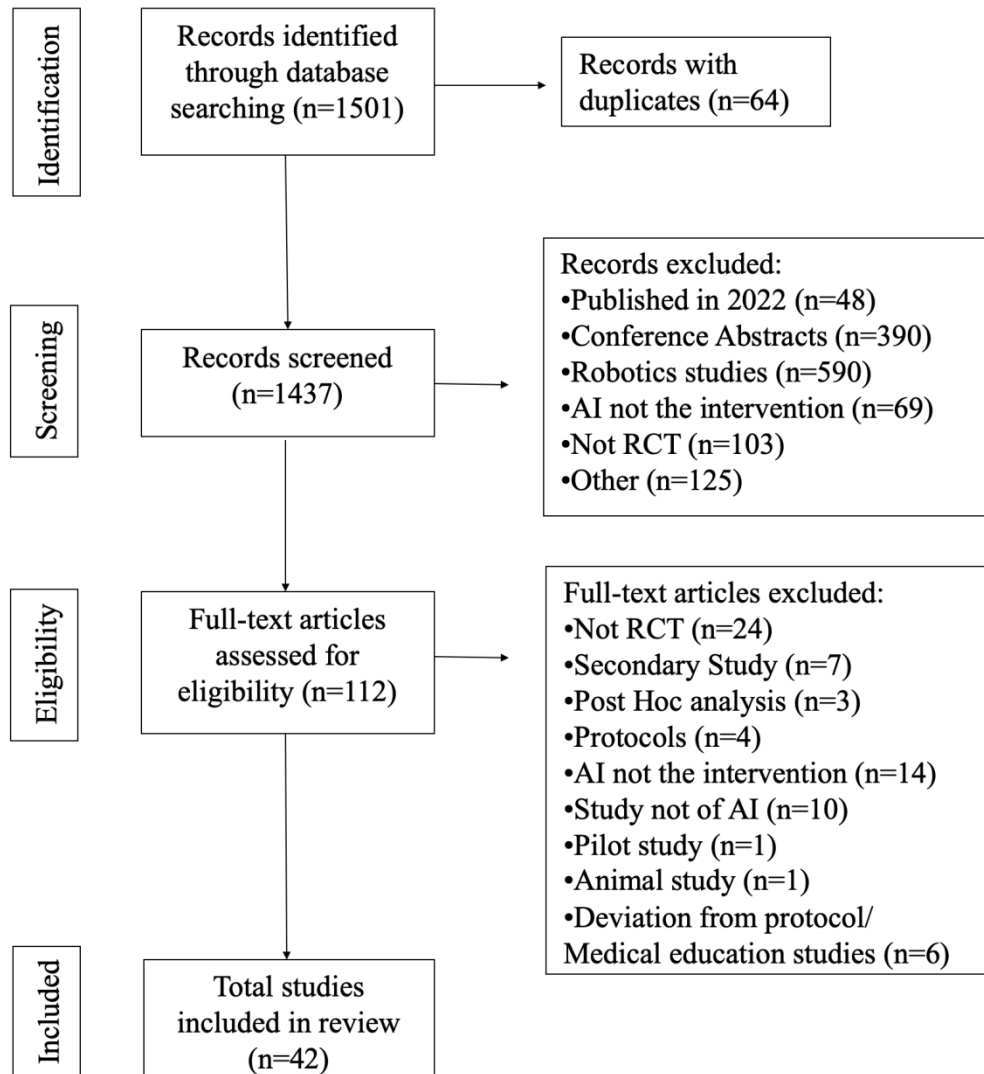 Identification
Records identified
through database
searching (n=1501)
Records with
duplicates (n=64)
Screening
Records screened
(n=1437)
Records excluded:
•Published in 2022 (n=48)
•Conference Abstracts (n=390)
•Robotics studies (n=590)
•AI not the intervention (n=69)
•Not RCT (n=103)
•Other (n=125)
Eligibility
Full-text articles
assessed for
eligibility (n=112)
Full-text articles excluded:
•Not RCT (n=24)
•Secondary Study (n=7)
•Post Hoc analysis (n=3)
•Protocols (n=4)
•AI not the intervention (n=14)
•Study not of AI (n=10)
•Pilot study (n=1)
•Animal study (n=1)
•Deviation from protocol/
Medical education studies (n=6)
Included
Total studies
included in review
(n=42)